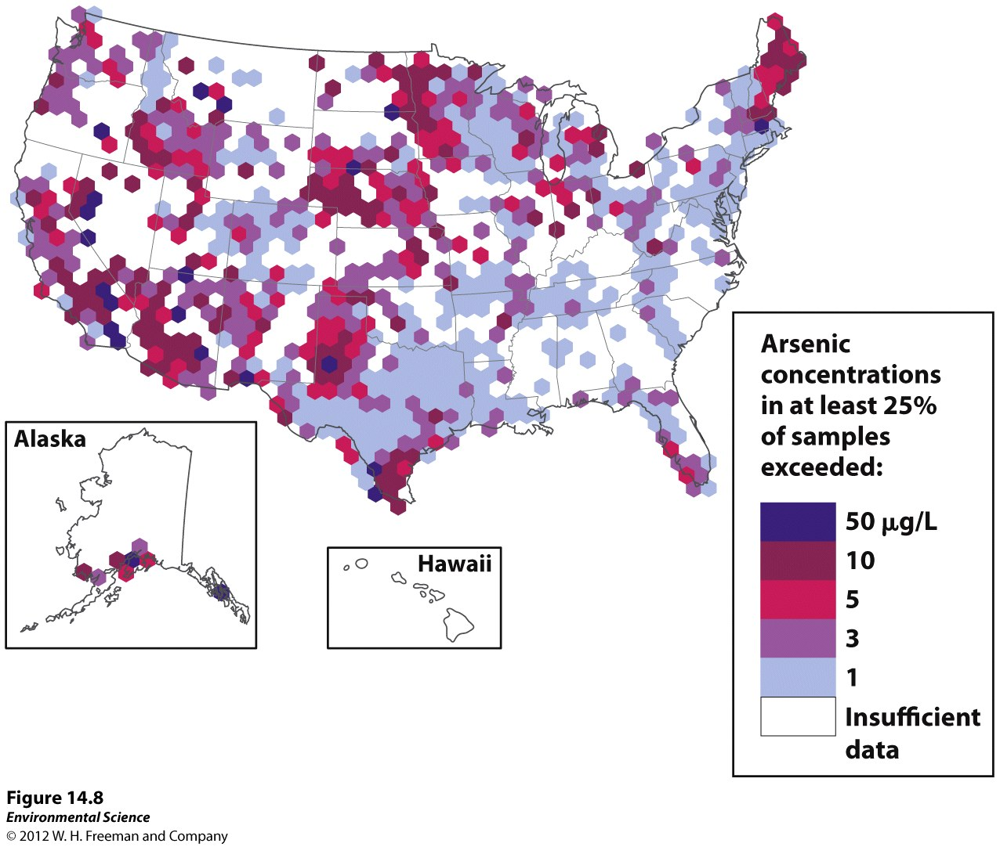 Arsenic
concentrations
in at least 25%
of samples
exceeded:
50 μg/L
10
5
3
1
Insufficient
data
Alaska
Hawaii
Figure 14.8
Environmental Science
© 2012 W. H. Freeman and Company